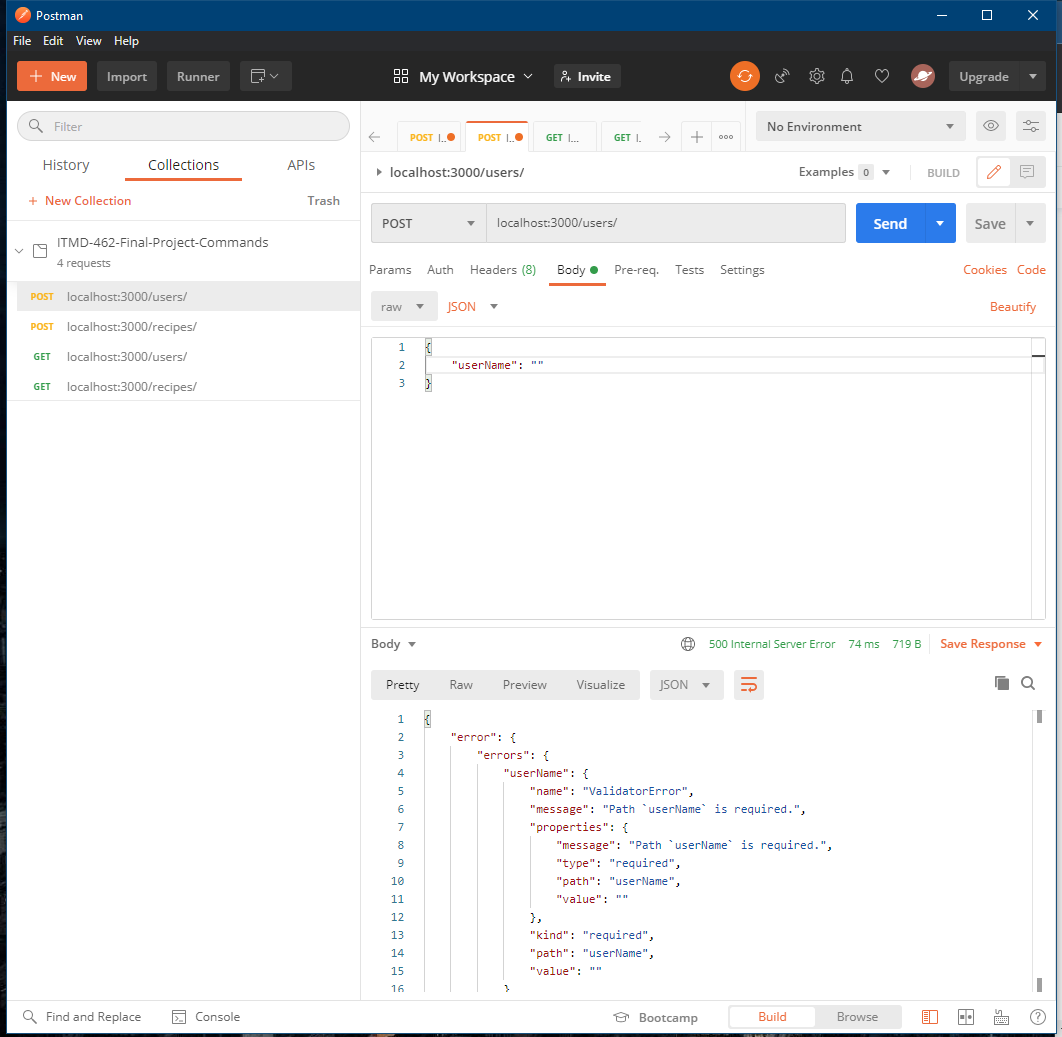 Postman
File Edit View Help
+ New Import Runner My Workspace Invite Upgrade
Filter
History Collections APIs
+ New Collection Trash
ITMD-462-Final-Project-Commands
4 requests
POST localhost:3000/users/
POST localhost:3000/recipes/
GET localhost:3000/users/
GET localhost:3000/recipes/
POST l.. POST l.. GET l... GET l. No Environment
localhost:3000/users/ Examples 0 BUILD
POST localhost:3000/users/ Send Save
Params Auth Headers (8) Body Pre-req. Tests Settings Cookies Code
raw JSON Beautify
1 {
2 "userName": ""
3 }
Body 500 Internal Server Error 74 ms 719 B Save Response
Pretty Raw Preview Visualize JSON
1 {
2 "error": {
3 "errors": {
4 "userName": {
5 "name": "ValidatorError",
6 "message": "Path `userName` is required.",
7 "properties": {
8 "message": "Path `userName` is required.",
9 "type": "required",
10 "path": "userName",
11 "value": ""
12 },
13 "kind": "required",
14 "path": "userName",
15 "value": ""
16 }
Find and Replace Console Bootcamp Build Browse